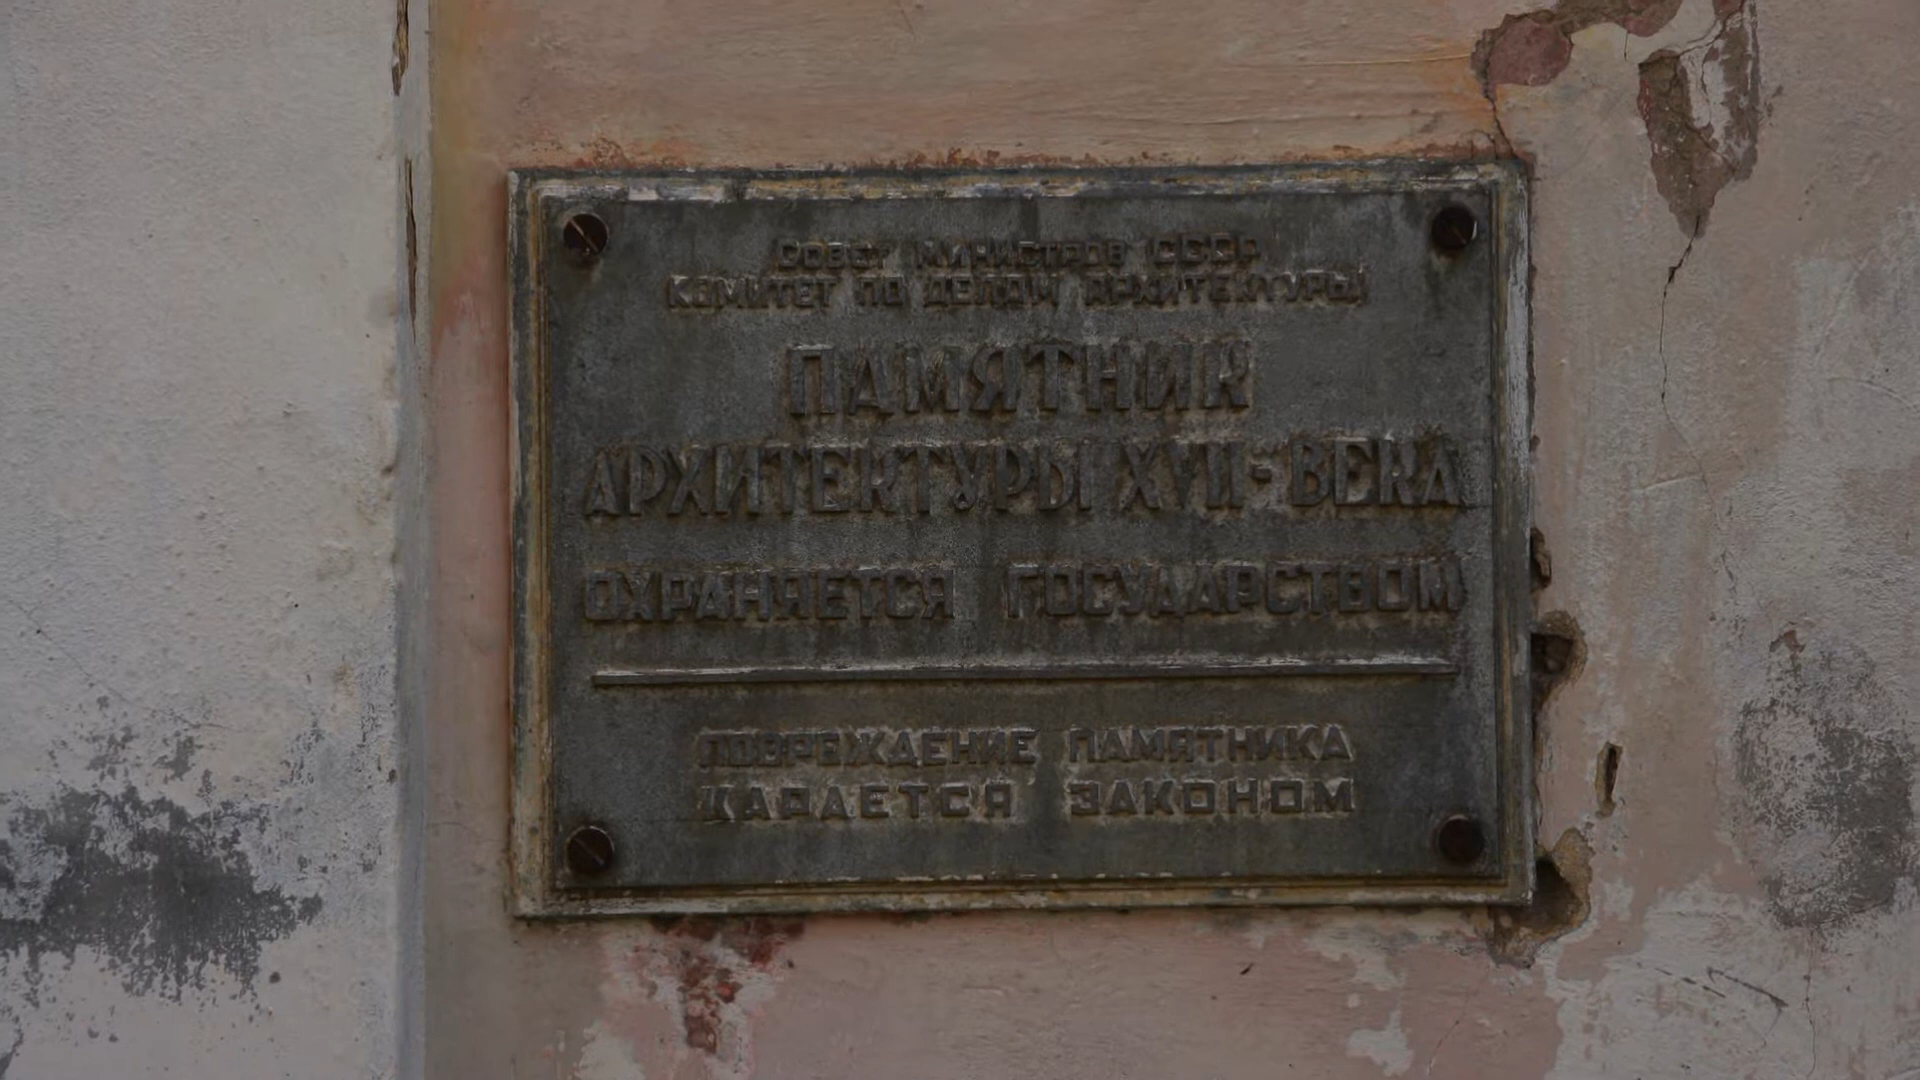 Совет Министров СССР
Комитет по делам архитектуры
ПАМЯТНИК
АРХИТЕКТУРЫ XVII-ВЕКА
ОХРАНЯЕТСЯ ГОСУДАРСТВОМ
ПОВРЕЖДЕНИЕ ПАМЯТНИКА
КАРАЕТСЯ ЗАКОНОМ